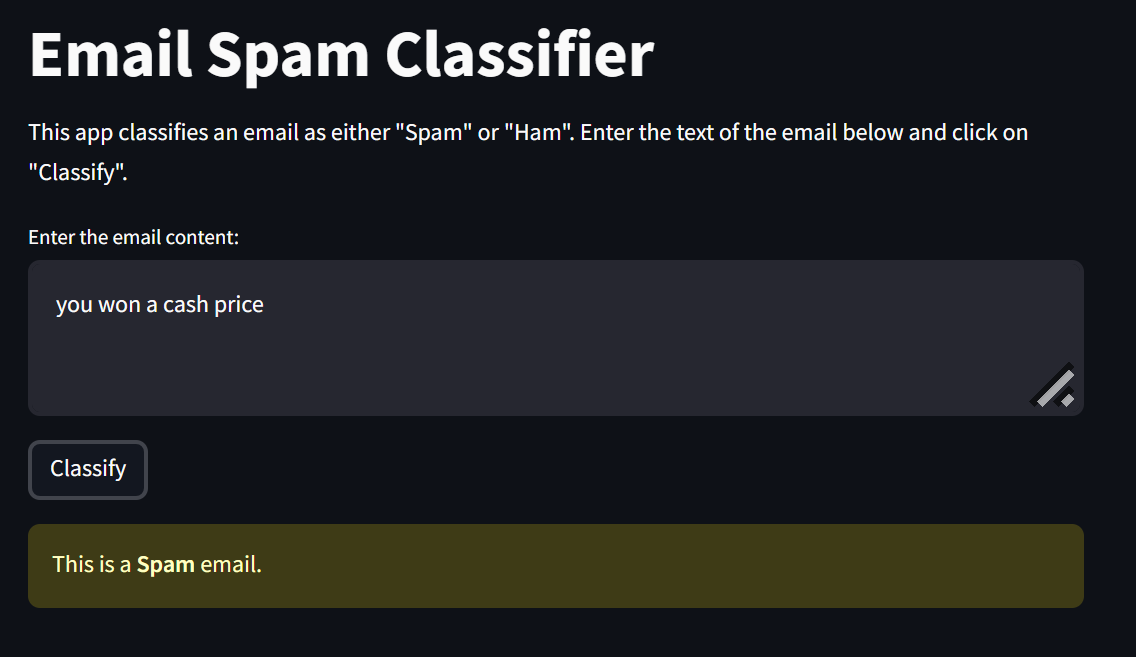 Email Spam Classifier
This app classifies an email as either "Spam" or "Ham". Enter the text of the email below and click on
"Classify".
Enter the email content:
you won a cash price
Classify
This is a Spam email.